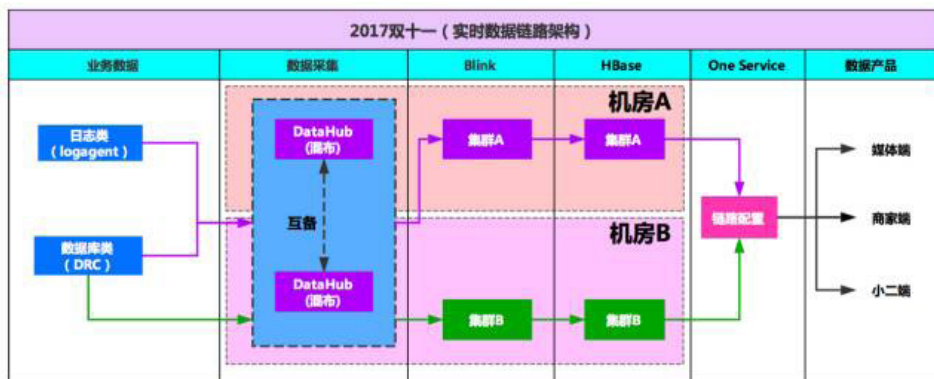 2017双十一（实时数据链路架构）
业务数据
数据采集
Blink
HBase
One Service
数据产品
机房A
日志类
（logagent）
DataHub
(混布)
集群A
集群A
媒体端
互备
机房B
链路配置
商家端
数据库类
（DRC）
DataHub
(混布)
集群B
集群B
小二端